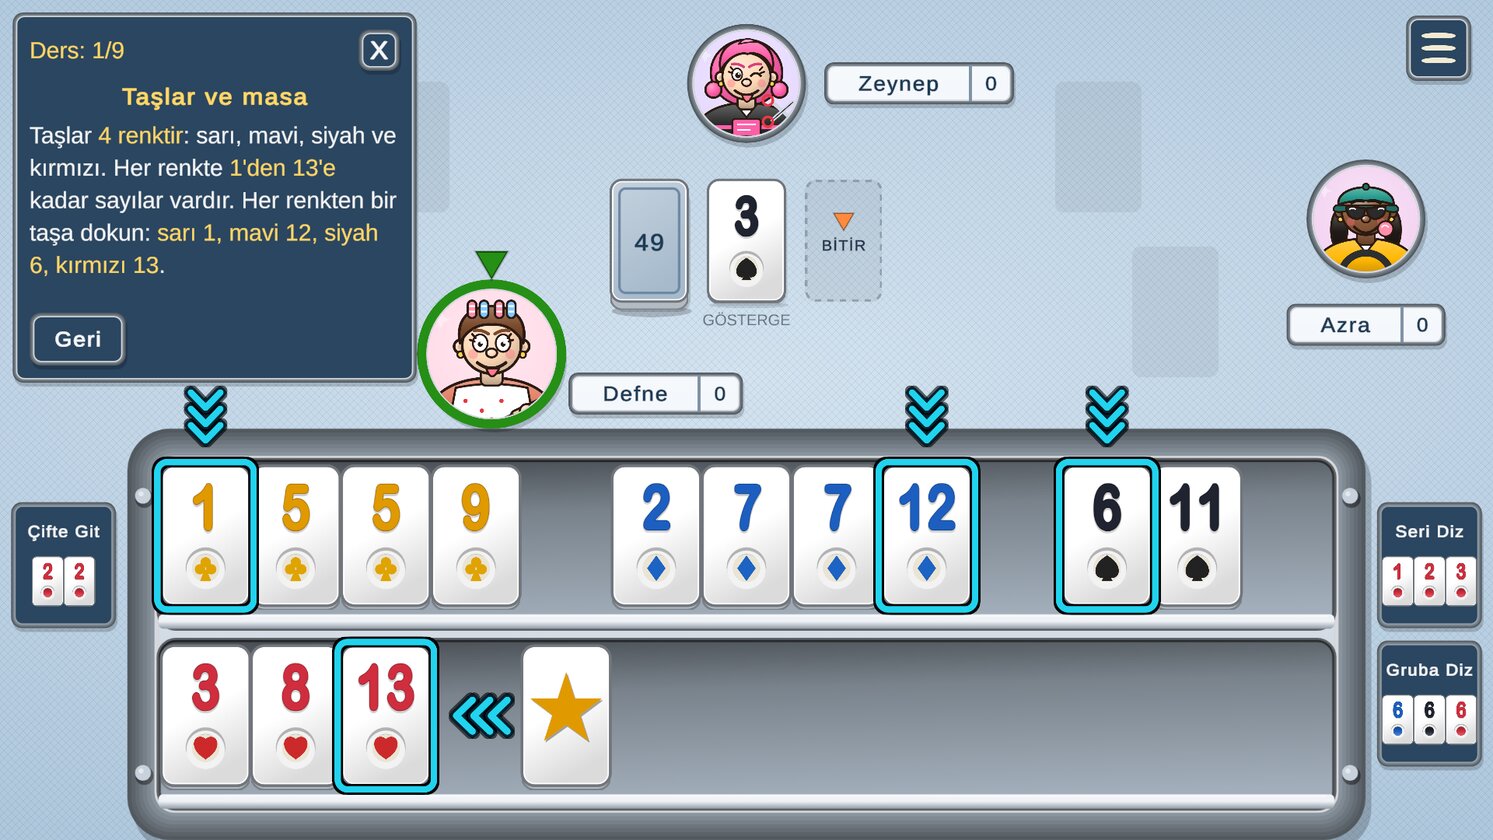 Ders: 1/9
X
Taşlar ve masa
Taşlar 4 renktir: sarı, mavi, siyah ve
kırmızı. Her renkte 1'den 13'e
kadar sayılar vardır. Her renkten bir
taşa dokun: sarı 1, mavi 12, siyah
6, kırmızı 13.
Geri
Zeynep 0
49
3
BİTİR
GÖSTERGE
Azra 0
Defne 0
1 5 5 9 2 7 7 12 6 11
3 8 13
Çifte Git
2 2
Seri Diz
1 2 3
Gruba Diz
6 6 6